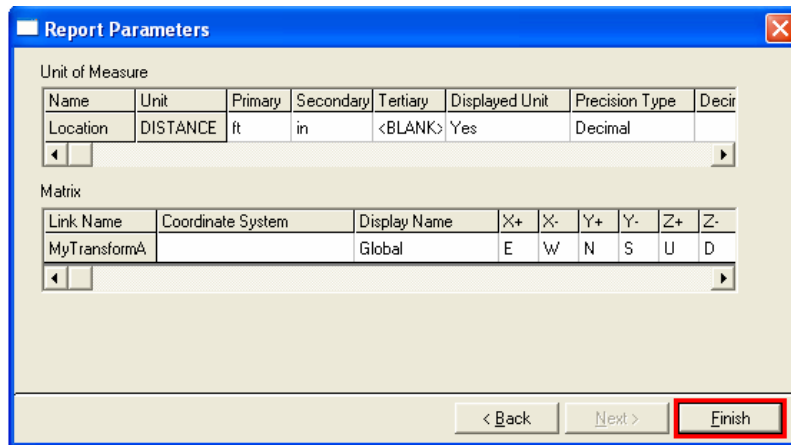 Report Parameters
Unit of Measure
Name Unit Primary Secondary Tertiary Displayed Unit Precision Type Decir
Location DISTANCE ft in <BLANK> Yes Decimal
Matrix
Link Name Coordinate System Display Name X+ X- Y+ Y- Z+ Z-
MyTransformA Global E W N S U D
< Back Next > Finish